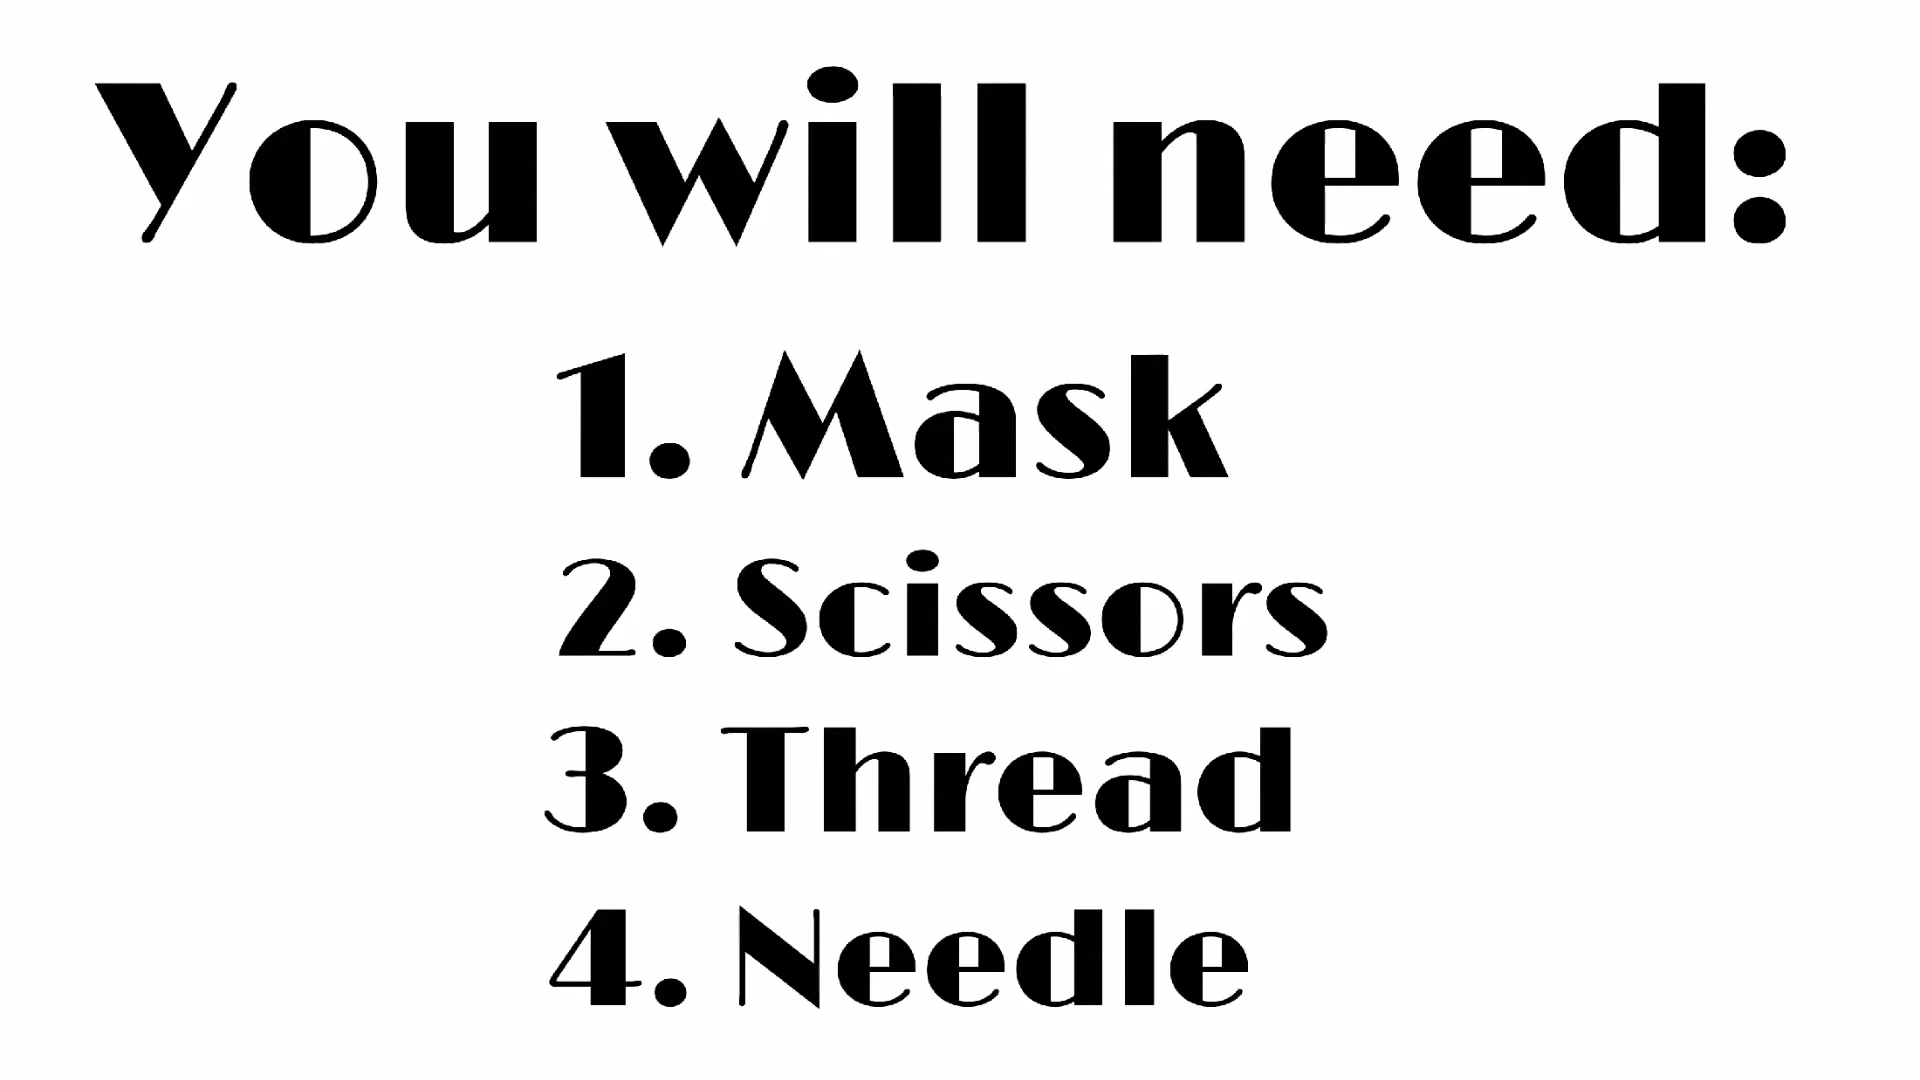 You will need:
1. Mask
2. Scissors
3. Thread
4. Needle